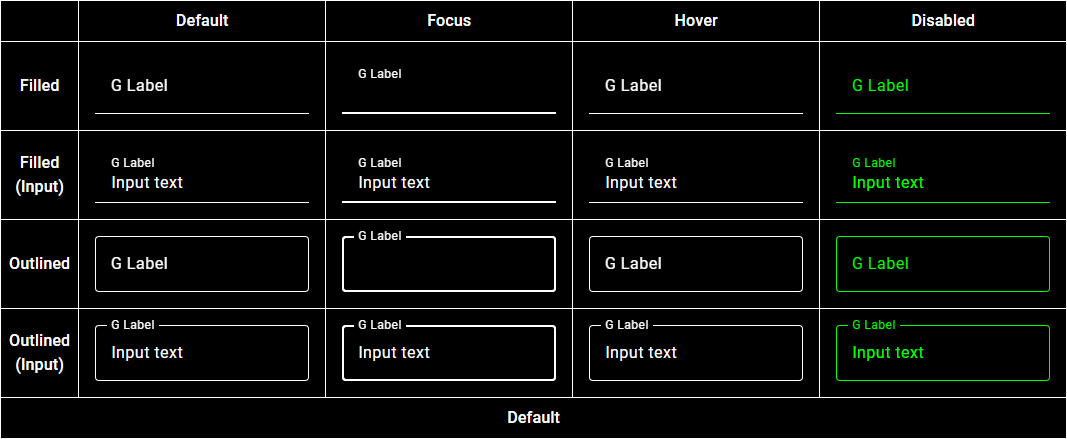 Default Focus Hover Disabled
Filled G Label G Label G Label G Label
Filled (Input) G Label G Label G Label G Label
Input text Input text Input text Input text
Outlined G Label G Label G Label G Label
Outlined (Input) G Label G Label G Label G Label
Input text Input text Input text Input text
Default